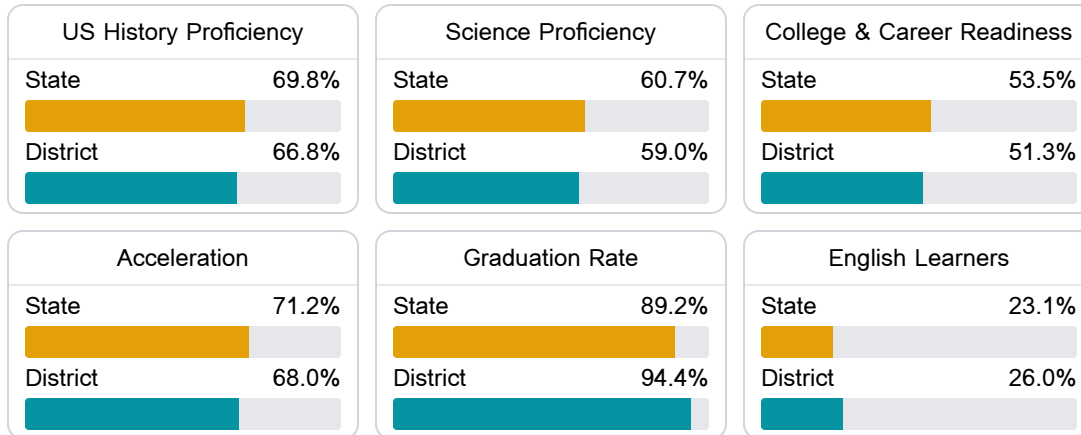 US History Proficiency
State 69.8%
District 66.8%
Science Proficiency
State 60.7%
District 59.0%
College & Career Readiness
State 53.5%
District 51.3%
Acceleration
State 71.2%
District 68.0%
Graduation Rate
State 89.2%
District 94.4%
English Learners
State 23.1%
District 26.0%